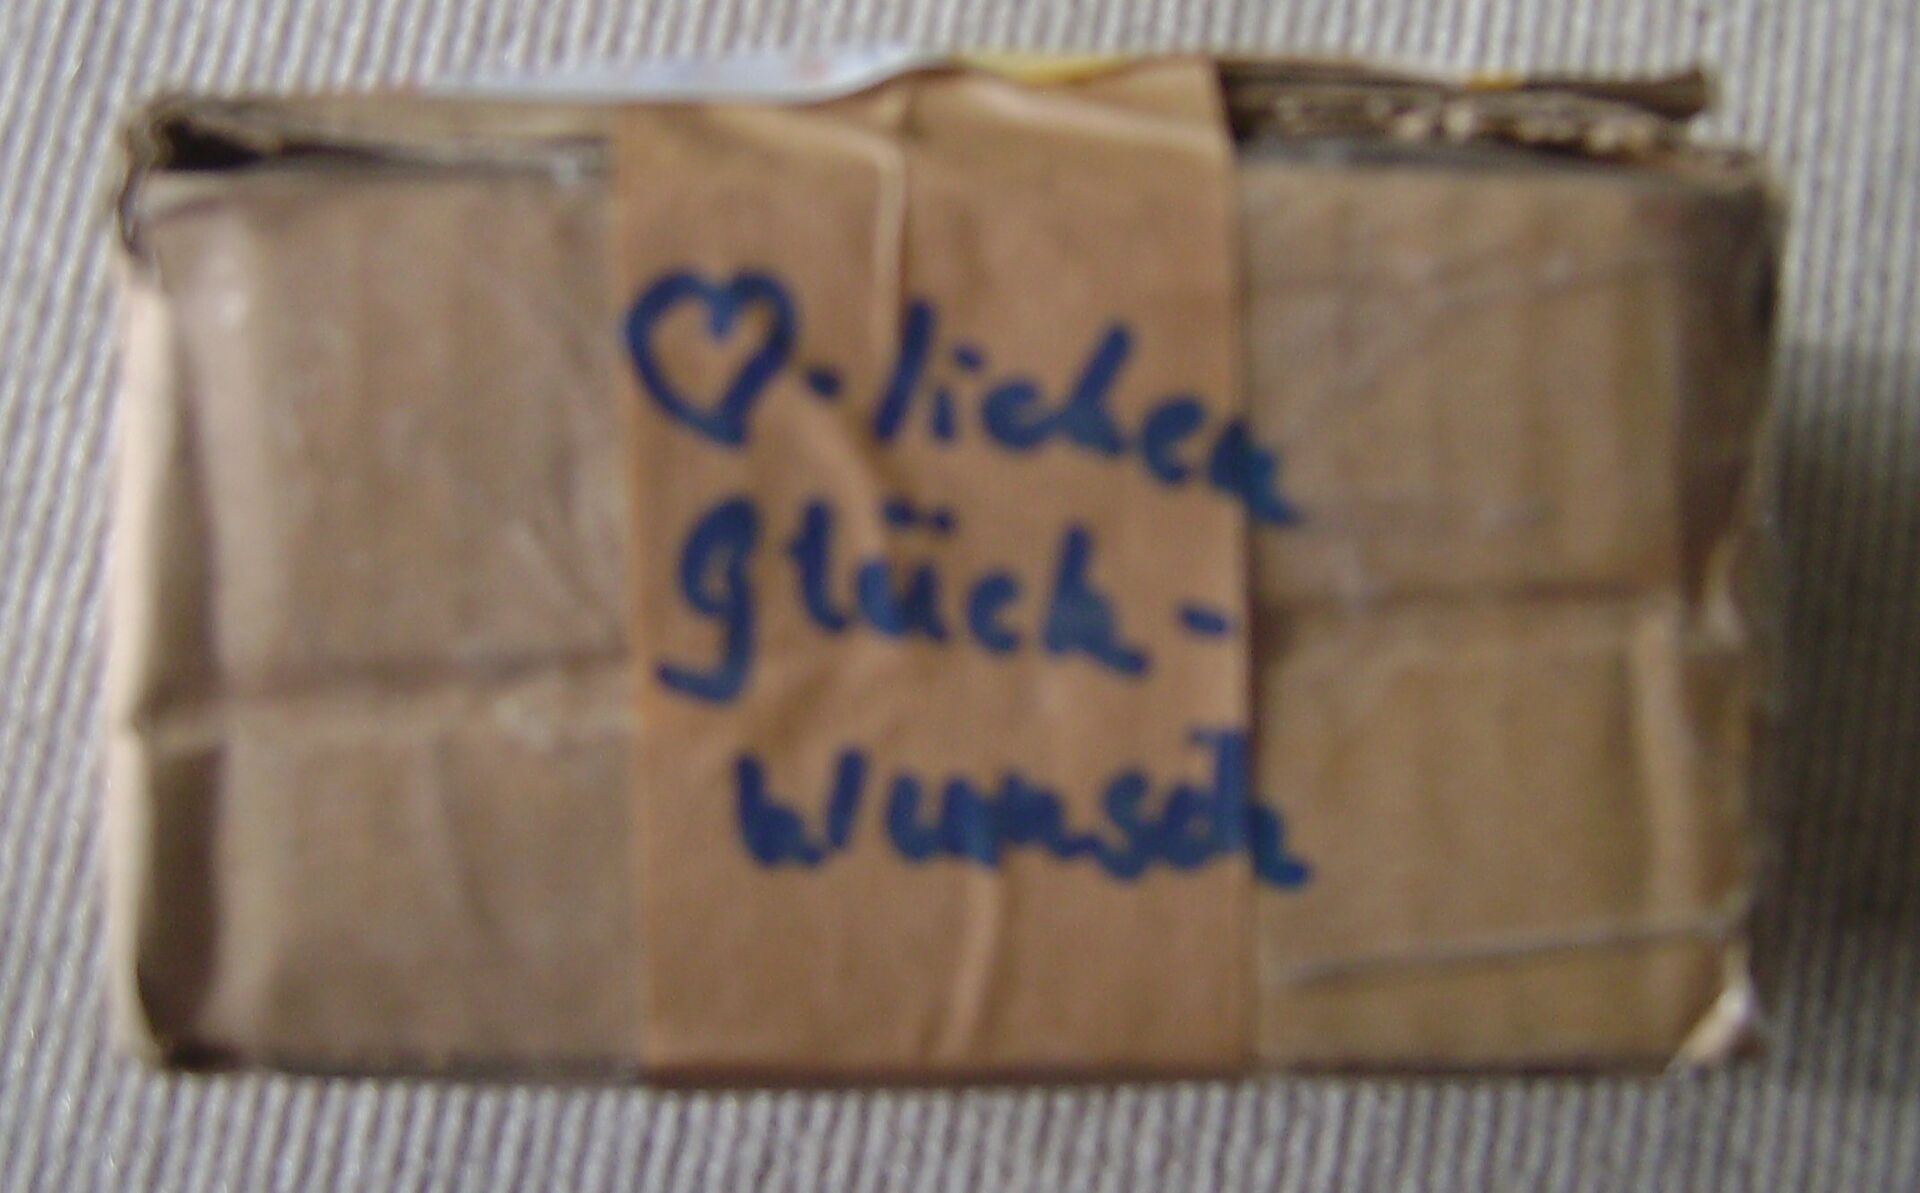 ♡-lichen
Glück-
wunsch